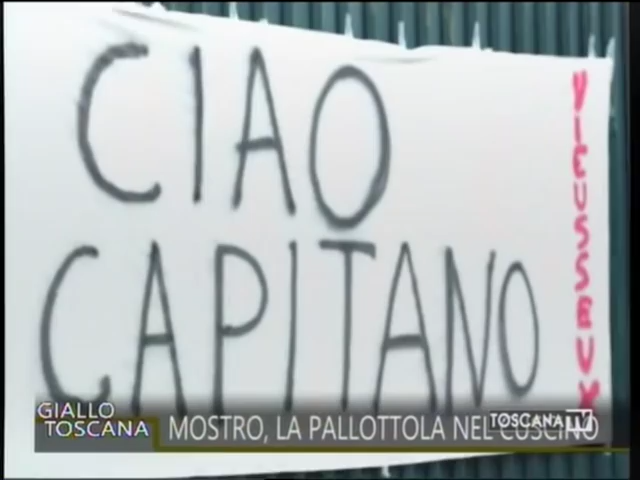 CIAO
CAPITANO
VIEUSSEUX
GIALLO
TOSCANA
MOSTRO, LA PALLOTTOLA NEL CUSCINO
TOSCANA TV